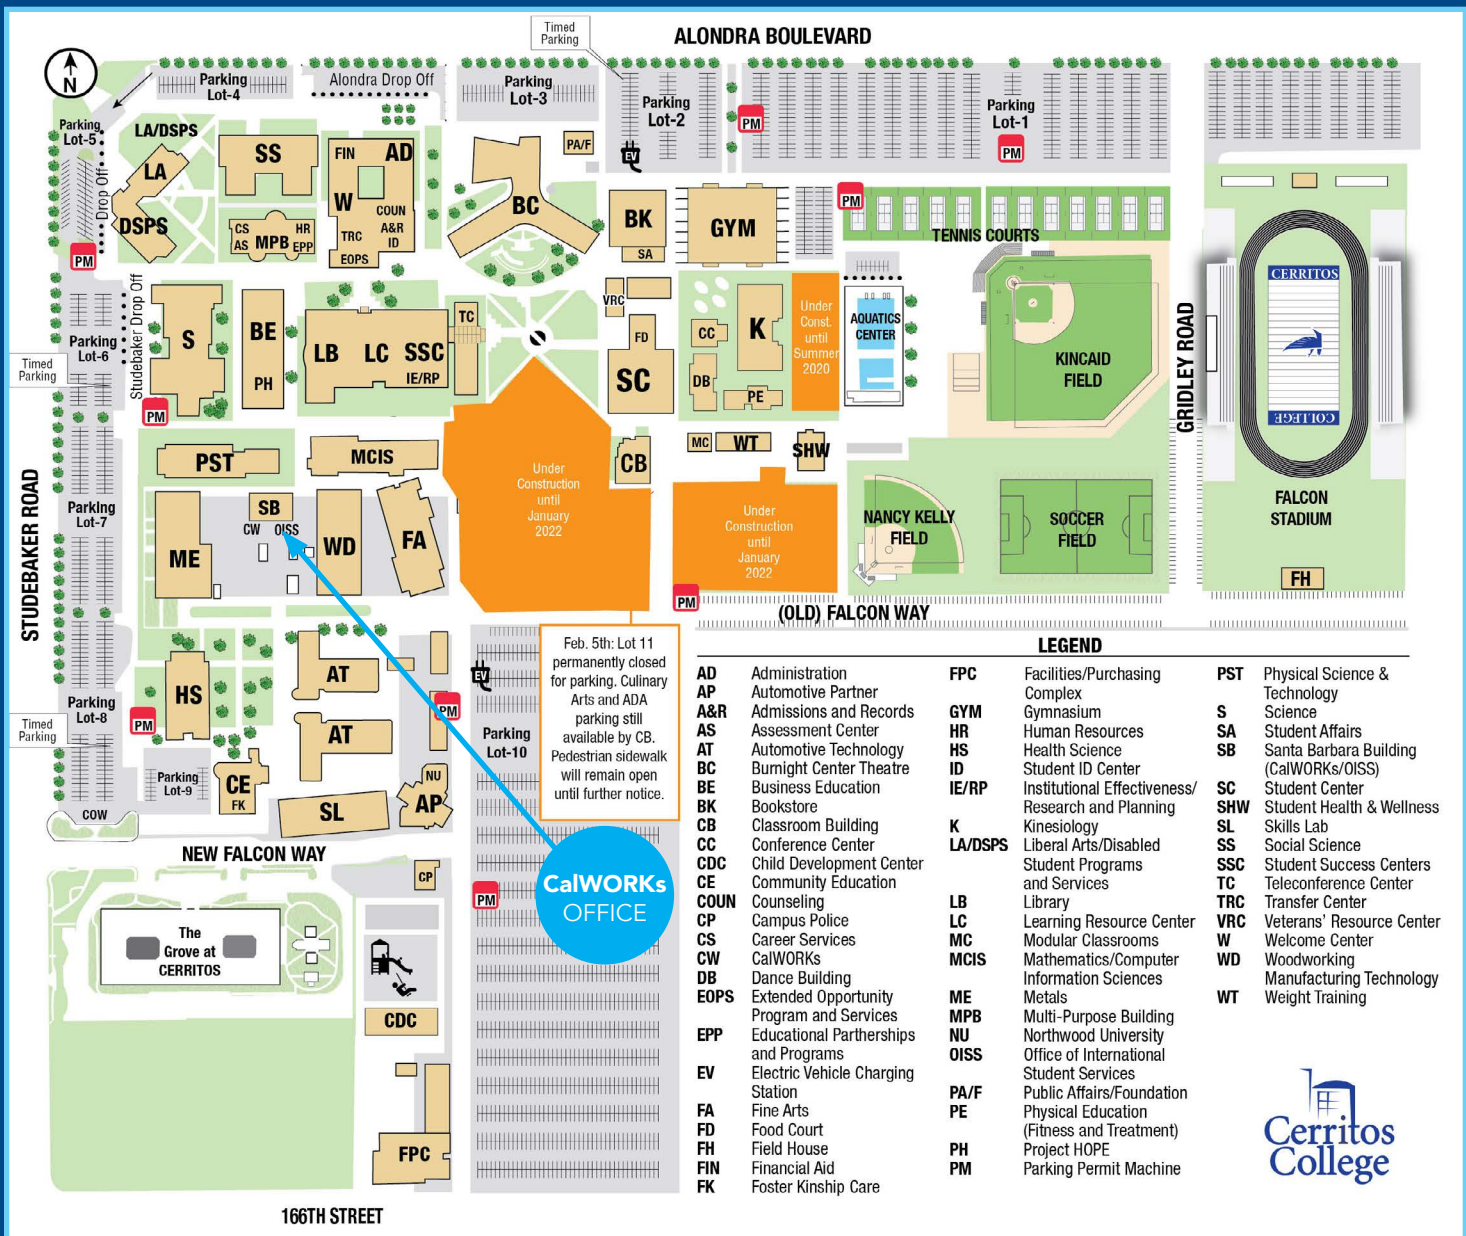 ALONDRA BOULEVARD
Timed
Parking
N
Parking
Lot-4
Alondra Drop Off
Parking
Lot-3
Parking
Lot-2
EV
PM
Parking
Lot-1
PM
Parking
Lot-5
Drop Off
PM
LA/DSPS
LA
DSPS
SS
FIN
AD
W
COUN
A&R
ID
TRC
EOPS
CS
AS
MPB
HR
EPP
BC
PA/F
BK
SA
GYM
PM
TENNIS COURTS
Studebaker Drop Off
Parking
Lot-6
Timed
Parking
PM
S
BE
PH
LB
LC
SSC
IE/RP
TC
VRC
FD
SC
CC
K
DB
PE
Under
Const.
until
Summer
2020
AQUATICS
CENTER
KINCAID
FIELD
GRIDLEY ROAD
CERRITOS
COLLEGE
FALCON
STADIUM
FH
STUDEBAKER ROAD
Parking
Lot-7
PST
MCIS
SB
CW
OISS
ME
WD
FA
Under
Construction
until
January
2022
CB
MC
WT
SHW
Under
Construction
until
January
2022
PM
NANCY KELLY
FIELD
SOCCER
FIELD
(OLD) FALCON WAY
Parking
Lot-8
Timed
Parking
PM
HS
AT
AT
PM
EV
Parking
Lot-10
Feb. 5th: Lot 11
permanently closed
for parking. Culinary
Arts and ADA
parking still
available by CB.
Pedestrian sidewalk
will remain open
until further notice.
Parking
Lot-9
CE
FK
SL
NU
AP
COW
NEW FALCON WAY
CP
PM
CalWORKs
OFFICE
The
Grove at
CERRITOS
CDC
FPC
166TH STREET
LEGEND
AD Administration
AP Automotive Partner
A&R Admissions and Records
AS Assessment Center
AT Automotive Technology
BC Burnight Center Theatre
BE Business Education
BK Bookstore
CB Classroom Building
CC Conference Center
CDC Child Development Center
CE Community Education
COUN Counseling
CP Campus Police
CS Career Services
CW CalWORKs
DB Dance Building
EOPS Extended Opportunity
Program and Services
EPP Educational Partherships
and Programs
EV Electric Vehicle Charging
Station
FA Fine Arts
FD Food Court
FH Field House
FIN Financial Aid
FK Foster Kinship Care
FPC Facilities/Purchasing
Complex
GYM Gymnasium
HR Human Resources
HS Health Science
ID Student ID Center
IE/RP Institutional Effectiveness/
Research and Planning
K Kinesiology
LA/DSPS Liberal Arts/Disabled
Student Programs
and Services
LB Library
LC Learning Resource Center
MC Modular Classrooms
MCIS Mathematics/Computer
Information Sciences
ME Metals
MPB Multi-Purpose Building
NU Northwood University
OISS Office of International
Student Services
PA/F Public Affairs/Foundation
PE Physical Education
(Fitness and Treatment)
PH Project HOPE
PM Parking Permit Machine
PST Physical Science &
Technology
S Science
SA Student Affairs
SB Santa Barbara Building
(CalWORKs/OISS)
SC Student Center
SHW Student Health & Wellness
SL Skills Lab
SS Social Science
SSC Student Success Centers
TC Teleconference Center
TRC Transfer Center
VRC Veterans' Resource Center
W Welcome Center
WD Woodworking
Manufacturing Technology
WT Weight Training
Cerritos
College